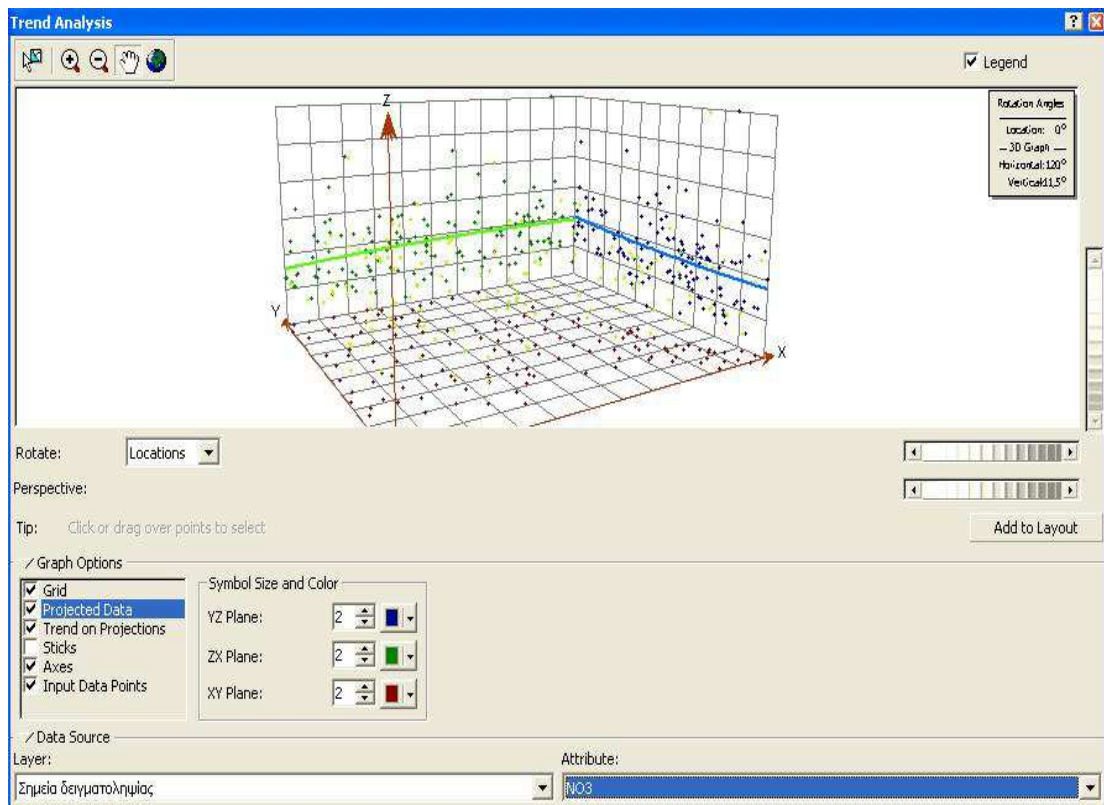 Trend Analysis
Legend
Rotation Angles
Location: 0°
— 3D Graph —
Horizontal:120°
Vertical:11,5°
Z
Y
X
Rotate:
Locations
Perspective:
Tip: Click or drag over points to select
Add to Layout
Graph Options
Grid
Projected Data
Trend on Projections
Sticks
Axes
Input Data Points
Symbol Size and Color
YZ Plane: 2
ZX Plane: 2
XY Plane: 2
Data Source
Layer:
Σημεία δειγματοληψίας
Attribute:
NO3